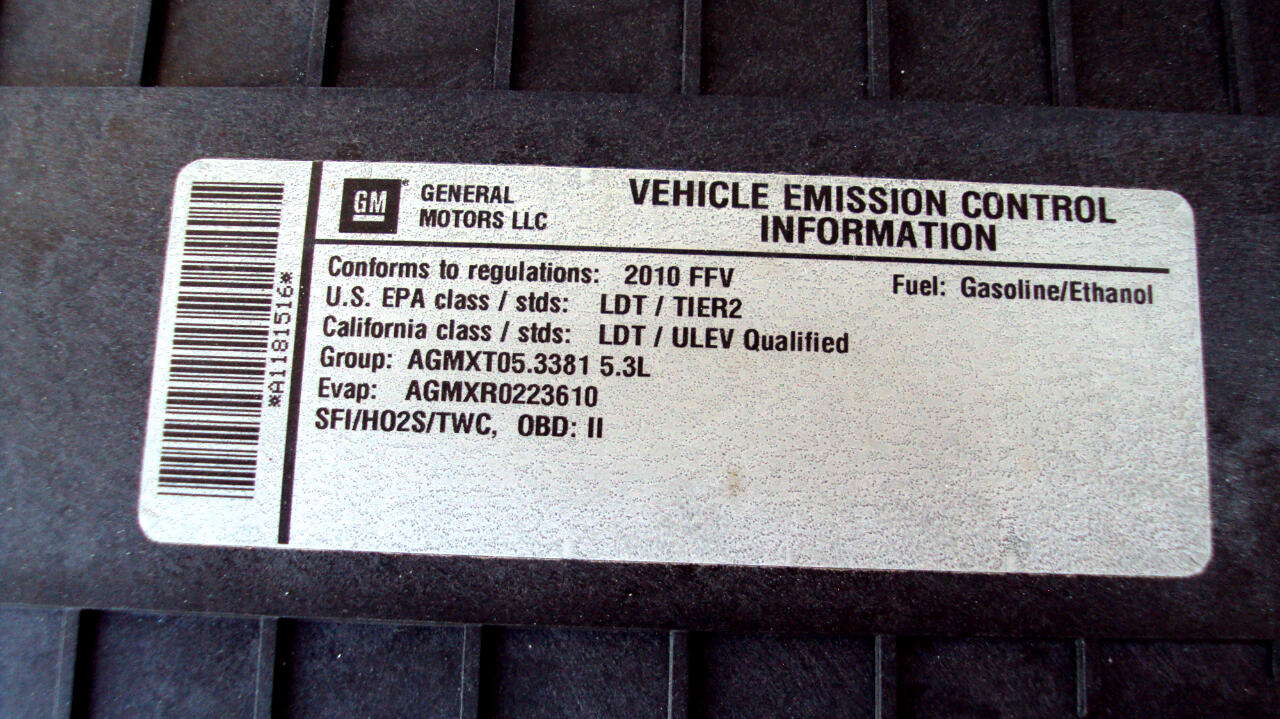 GM
GENERAL
MOTORS LLC
VEHICLE EMISSION CONTROL
INFORMATION
Conforms to regulations: 2010 FFV
Fuel: Gasoline/Ethanol
U.S. EPA class / stds: LDT / TIER2
California class / stds: LDT / ULEV Qualified
Group: AGMXT05.3381 5.3L
Evap: AGMXR0223610
SFI/HO2S/TWC, OBD: II
*A1181516*